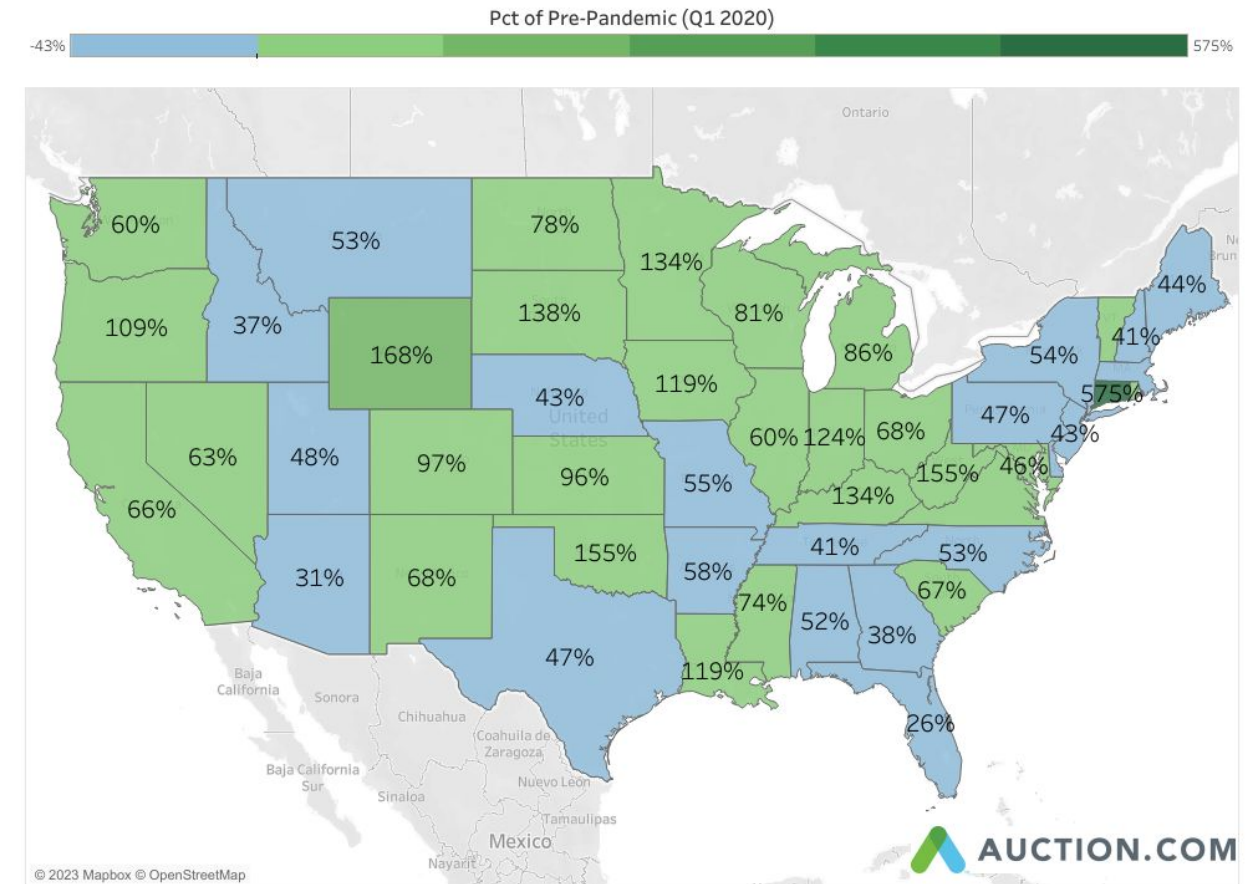 Pct of Pre-Pandemic (Q1 2020)
-43%
575%
Ontario
60%
53%
78%
134%
44%
109%
37%
168%
138%
81%
86%
54%
41%
119%
575%
43%
United
States
47%
43%
63%
48%
97%
96%
55%
60%
124%
68%
155%
46%
66%
134%
31%
68%
155%
58%
41%
53%
74%
52%
38%
67%
47%
119%
26%
Baja
California
Sonora
Chihuahua
Coahuila de
Zaragoza
Baja California
Sur
Sinaloa
Nuevo León
Tamaulipas
Mexico
Nayarit
AUCTION.COM
© 2023 Mapbox © OpenStreetMap